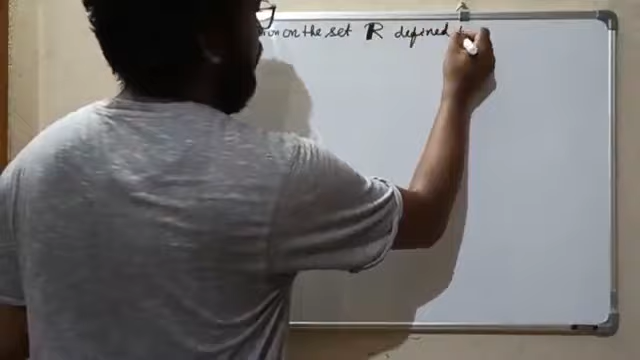 on the set R defined